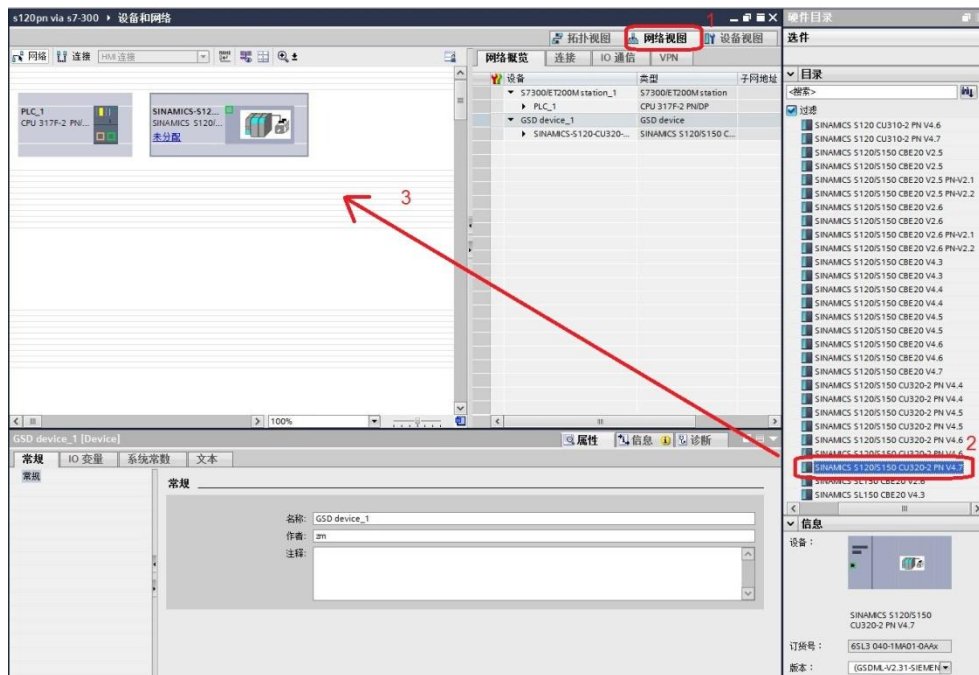 s120pn via s7-300 ▸ 设备和网络
1
拓扑视图 网络视图 设备视图
网络 连接 HMI 连接
网络概览 连接 IO 通信 VPN
设备 类型 子网地址
S7300/ET200M station_1 S7300/ET200M station
PLC_1 CPU 317F-2 PN/DP
GSD device_1 GSD device
SINAMICS-S120-CU320-... SINAMICS S120/S150 C...
PLC_1
CPU 317F-2 PN/...
SINAMICS-S12...
SINAMICS S120/...
未分配
3
100%
GSD device_1 [Device]
属性 信息 诊断
常规 IO 变量 系统常数 文本
常规
常规
名称: GSD device_1
作者: zm
注释:
硬件目录
选件
目录
<搜索>
过滤
SINAMICS S120 CU310-2 PN V4.6
SINAMICS S120 CU310-2 PN V4.7
SINAMICS S120/S150 CBE20 V2.5
SINAMICS S120/S150 CBE20 V2.5
SINAMICS S120/S150 CBE20 V2.5 PN-V2.1
SINAMICS S120/S150 CBE20 V2.5 PN-V2.2
SINAMICS S120/S150 CBE20 V2.6
SINAMICS S120/S150 CBE20 V2.6
SINAMICS S120/S150 CBE20 V2.6 PN-V2.1
SINAMICS S120/S150 CBE20 V2.6 PN-V2.2
SINAMICS S120/S150 CBE20 V4.3
SINAMICS S120/S150 CBE20 V4.3
SINAMICS S120/S150 CBE20 V4.4
SINAMICS S120/S150 CBE20 V4.4
SINAMICS S120/S150 CBE20 V4.5
SINAMICS S120/S150 CBE20 V4.5
SINAMICS S120/S150 CBE20 V4.6
SINAMICS S120/S150 CBE20 V4.6
SINAMICS S120/S150 CBE20 V4.7
SINAMICS S120/S150 CU320-2 PN V4.4
SINAMICS S120/S150 CU320-2 PN V4.4
SINAMICS S120/S150 CU320-2 PN V4.5
SINAMICS S120/S150 CU320-2 PN V4.5
SINAMICS S120/S150 CU320-2 PN V4.6
2
SINAMICS S120/S150 CU320-2 PN V4.6
SINAMICS S120/S150 CU320-2 PN V4.7
SINAMICS SL150 CBE20 V2.6
SINAMICS SL150 CBE20 V4.3
信息
设备:
SINAMICS S120/S150
CU320-2 PN V4.7
订货号: 6SL3 040-1MA01-0AAx
版本: (GSDML-V2.31-SIEMEN